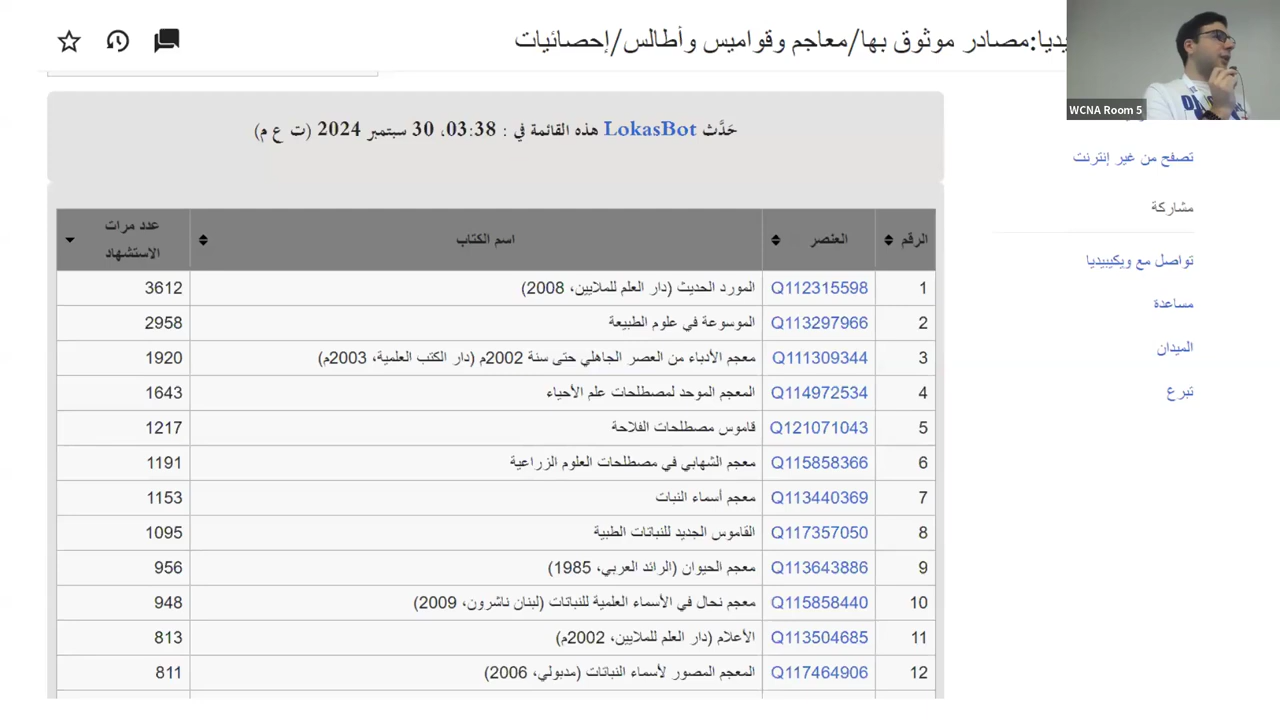 يديا:مصادر موثوق بها/معاجم وقواميس وأطالس/إحصائيات
WCNA Room 5
حَدَّث LokasBot هذه القائمة في : 03:38، 30 سبتمبر 2024 (ت ع م)
تصفح من غير إنترنت
مشاركة
تواصل مع ويكيبيديا
مساعدة
الميدان
تبرع
الرقم العنصر اسم الكتاب عدد مرات الاستشهاد
1 Q112315598 المورد الحديث (دار العلم للملايين، 2008) 3612
2 Q113297966 الموسوعة في علوم الطبيعة 2958
3 Q111309344 معجم الأدباء من العصر الجاهلي حتى سنة 2002م (دار الكتب العلمية، 2003م) 1920
4 Q114972534 المعجم الموحد لمصطلحات علم الأحياء 1643
5 Q121071043 قاموس مصطلحات الفلاحة 1217
6 Q115858366 معجم الشهابي في مصطلحات العلوم الزراعية 1191
7 Q113440369 معجم أسماء النبات 1153
8 Q117357050 القاموس الجديد للنباتات الطبية 1095
9 Q113643886 معجم الحيوان (الرائد العربي، 1985) 956
10 Q115858440 معجم نحال في الأسماء العلمية للنباتات (لبنان ناشرون، 2009) 948
11 Q113504685 الأعلام (دار العلم للملايين، 2002م) 813
12 Q117464906 المعجم المصور لأسماء النباتات (مدبولي، 2006) 811